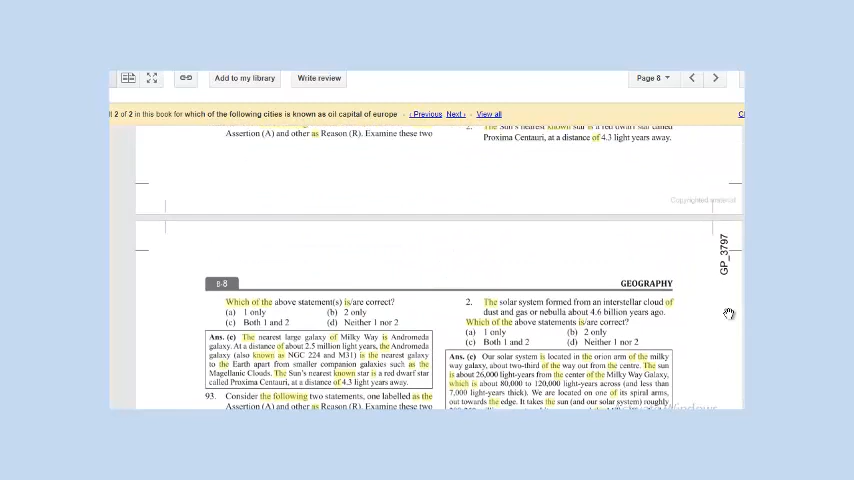 Add to my library
Write review
Page 8
2 of 2 in this book for which of the following cities is known as oil capital of europe - ‹ Previous Next › - View all
Assertion (A) and other as Reason (R). Examine these two
2. The Sun's nearest known star is a red dwarf star called
Proxima Centauri, at a distance of 4.3 light years away.
Copyrighted material
GP_3797
8-8
GEOGRAPHY
Which of the above statement(s) is/are correct?
(a) 1 only (b) 2 only
(c) Both 1 and 2 (d) Neither 1 nor 2
Ans. (c) The nearest large galaxy of Milky Way is Andromeda
galaxy. At a distance of about 2.5 million light years, the Andromeda
galaxy (also known as NGC 224 and M31) is the nearest galaxy
to the Earth apart from smaller companion galaxies such as the
Magellanic Clouds. The Sun's nearest known star is a red dwarf star
called Proxima Centauri, at a distance of 4.3 light years away.
93. Consider the following two statements, one labelled as the
Assertion (A) and other as Reason (R). Examine these two
2. The solar system formed from an interstellar cloud of
dust and gas or nebula about 4.6 billion years ago.
Which of the above statements is/are correct?
(a) 1 only (b) 2 only
(c) Both 1 and 2 (d) Neither 1 nor 2
Ans. (c) Our solar system is located in the orion arm of the milky
way galaxy, about two-third of the way out from the centre. The sun
is about 26,000 light-years from the center of the Milky Way Galaxy,
which is about 80,000 to 120,000 light-years across (and less than
7,000 light-years thick). We are located on one of its spiral arms,
out towards the edge. It takes the sun (and our solar system) roughly